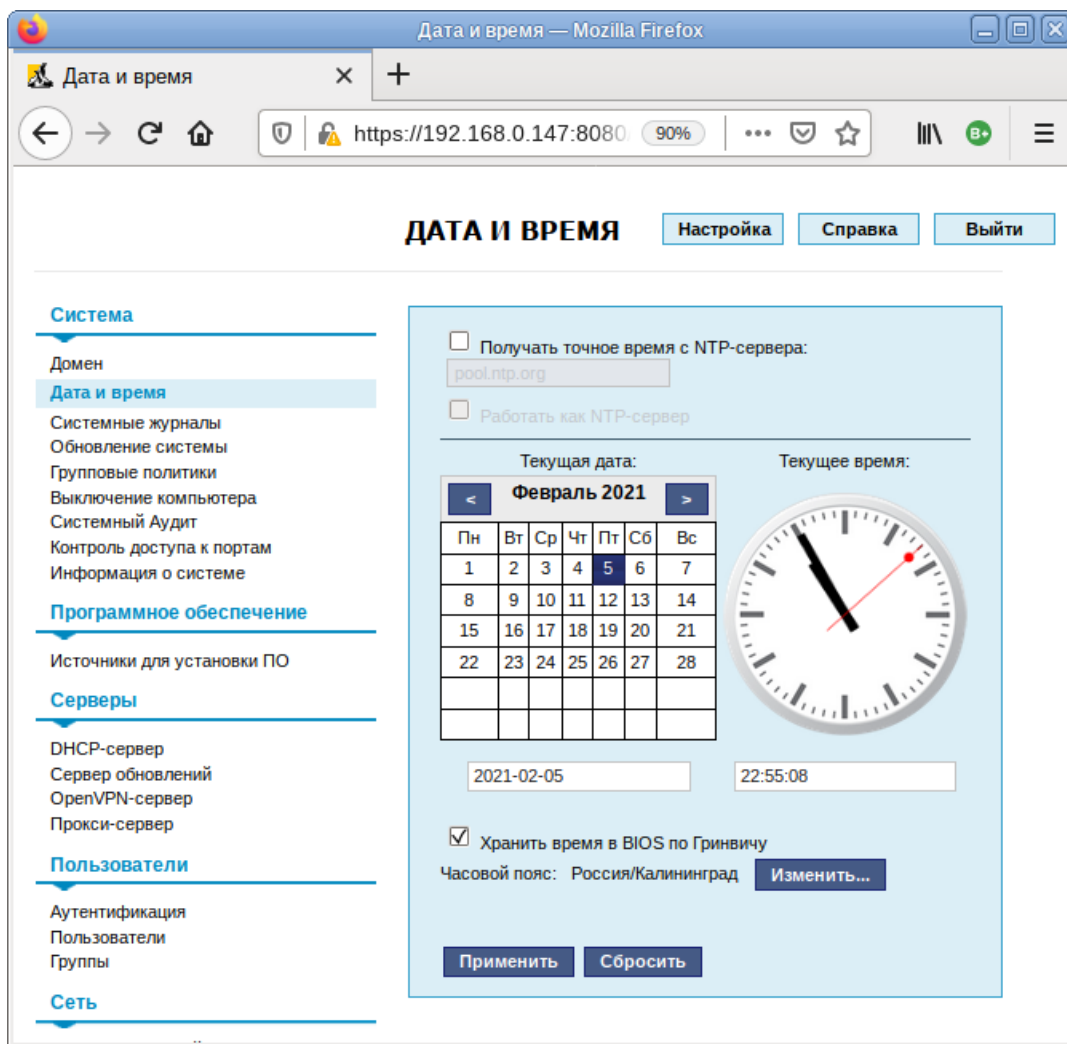 Дата и время — Mozilla Firefox
Дата и время
https://192.168.0.147:8080 90%
ДАТА И ВРЕМЯ Настройка Справка Выйти
Система
Домен
Дата и время
Системные журналы
Обновление системы
Групповые политики
Выключение компьютера
Системный Аудит
Контроль доступа к портам
Информация о системе
Программное обеспечение
Источники для установки ПО
Серверы
DHCP-сервер
Сервер обновлений
OpenVPN-сервер
Прокси-сервер
Пользователи
Аутентификация
Пользователи
Группы
Сеть
Получать точное время с NTP-сервера:
pool.ntp.org
Работать как NTP-сервер
Текущая дата: Текущее время:
< Февраль 2021 >
Пн Вт Ср Чт Пт Сб Вс
1 2 3 4 5 6 7
8 9 10 11 12 13 14
15 16 17 18 19 20 21
22 23 24 25 26 27 28
2021-02-05 22:55:08
Хранить время в BIOS по Гринвичу
Часовой пояс: Россия/Калининград Изменить...
Применить Сбросить